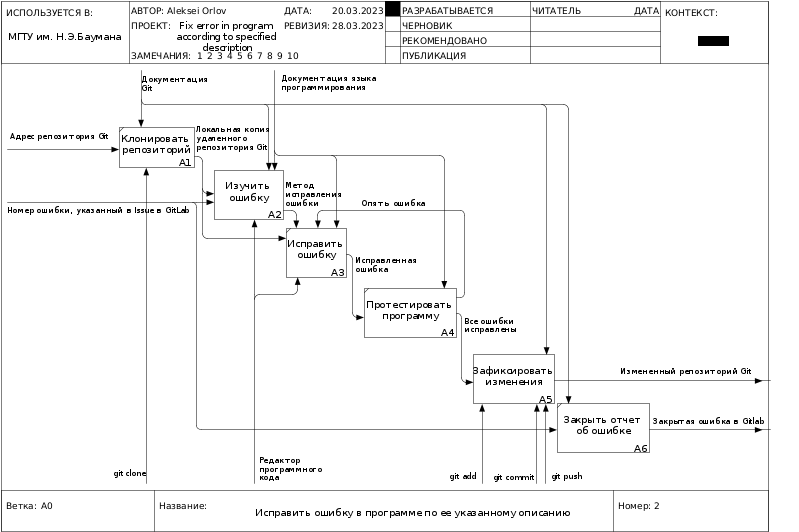 ИСПОЛЬЗУЕТСЯ В:
МГТУ им. Н.Э.Баумана
АВТОР: Aleksei Orlov
ДАТА: 20.03.2023
ПРОЕКТ: Fix error in program
according to specified
description
РЕВИЗИЯ: 28.03.2023
ЗАМЕЧАНИЯ: 1 2 3 4 5 6 7 8 9 10
РАЗРАБАТЫВАЕТСЯ
ЧЕРНОВИК
РЕКОМЕНДОВАНО
ПУБЛИКАЦИЯ
ЧИТАТЕЛЬ ДАТА
КОНТЕКСТ:
Документация
Git
Документация языка
программирования
Адрес репозитория Git
Клонировать
репозиторий
A1
Локальная копия
удаленного
репозитория Git
Изучить
ошибку
A2
Метод
исправления
ошибки
Опять ошибка
Номер ошибки, указанный в Issue в GitLab
Исправить
ошибку
A3
Исправленная
ошибка
Протестировать
программу
A4
Все ошибки
исправлены
Зафиксировать
изменения
A5
Измененный репозиторий Git
Закрыть отчет
об ошибке
A6
Закрытая ошибка в Gitlab
git clone
Редактор
программного
кода
git add
git commit
git push
Ветка: A0
Название:
Исправить ошибку в программе по ее указанному описанию
Номер: 2